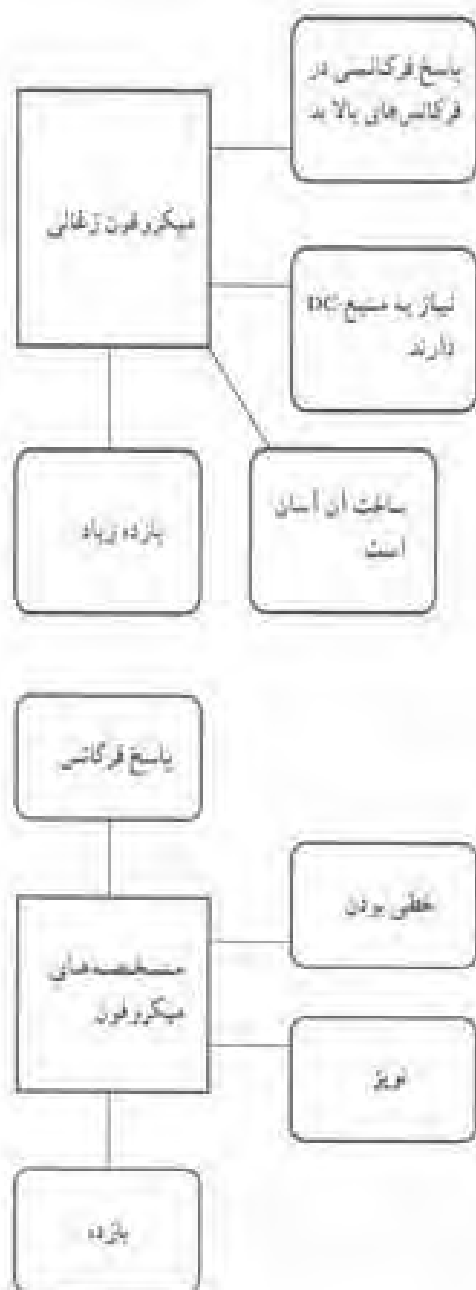 پاسخ فرکانسی در
فرکانس‌های بالا بد
میکروفون زغالی
نیاز به منبع DC
دارند
ساخت آن آسان
است
بازده زیاد
پاسخ فرکانس
خطی بودن
مشخصه‌های
میکروفون
نویز
بازده